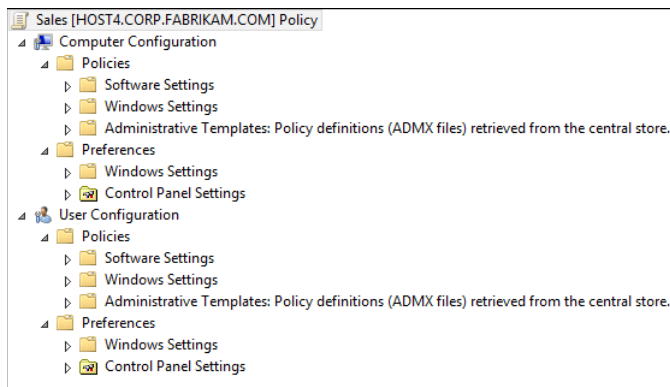 Sales [HOST4.CORP.FABRIKAM.COM] Policy
Computer Configuration
Policies
Software Settings
Windows Settings
Administrative Templates: Policy definitions (ADMX files) retrieved from the central store.
Preferences
Windows Settings
Control Panel Settings
User Configuration
Policies
Software Settings
Windows Settings
Administrative Templates: Policy definitions (ADMX files) retrieved from the central store.
Preferences
Windows Settings
Control Panel Settings